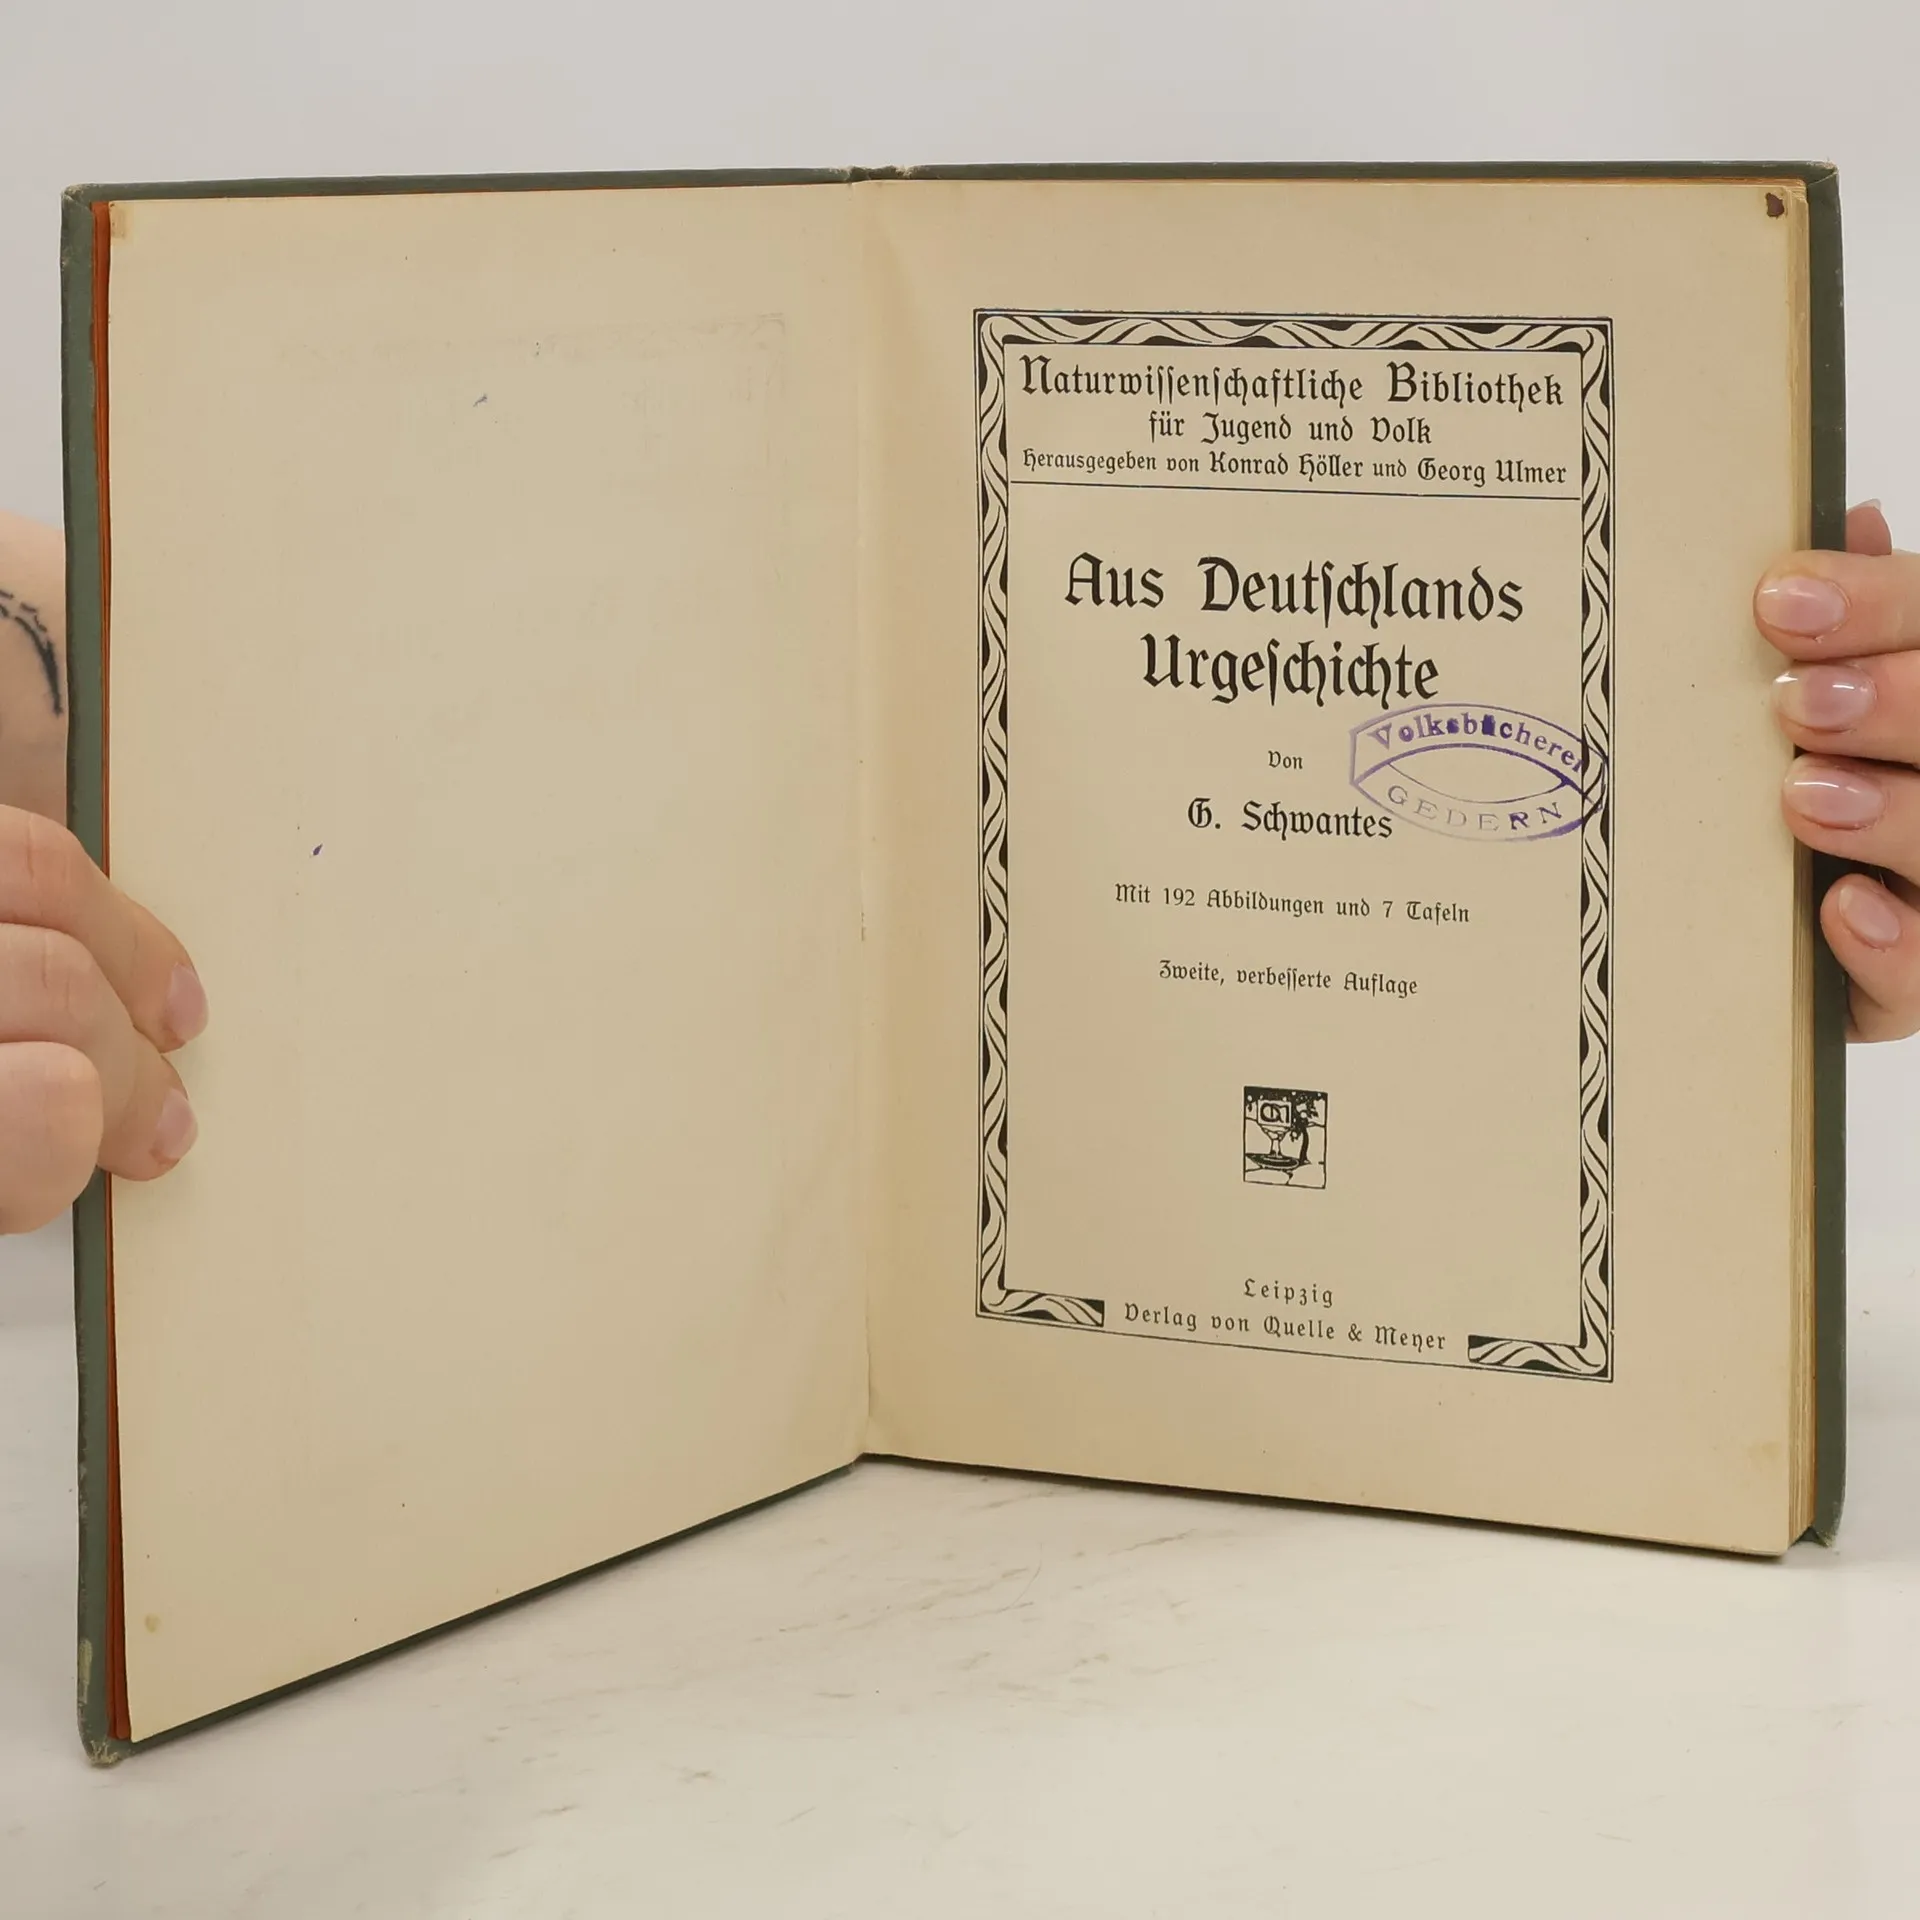 Naturwissenschaftliche Bibliothek
für Jugend und Volk
Herausgegeben von Konrad Höller und Georg Ulmer
Aus Deutschlands
Urgeschichte
Von
G. Schwantes
Volksbücherei
GEDERN
Mit 192 Abbildungen und 7 Tafeln
Zweite, verbesserte Auflage
Leipzig
Verlag von Quelle & Meyer